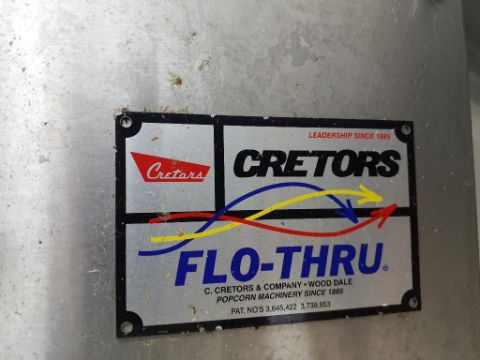 LEADERSHIP SINCE 1885
Cretors
CRETORS
FLO-THRU®
C. CRETORS & COMPANY • WOOD DALE
POPCORN MACHINERY SINCE 1885
PAT. NO'S 3,645,422 3,739,953